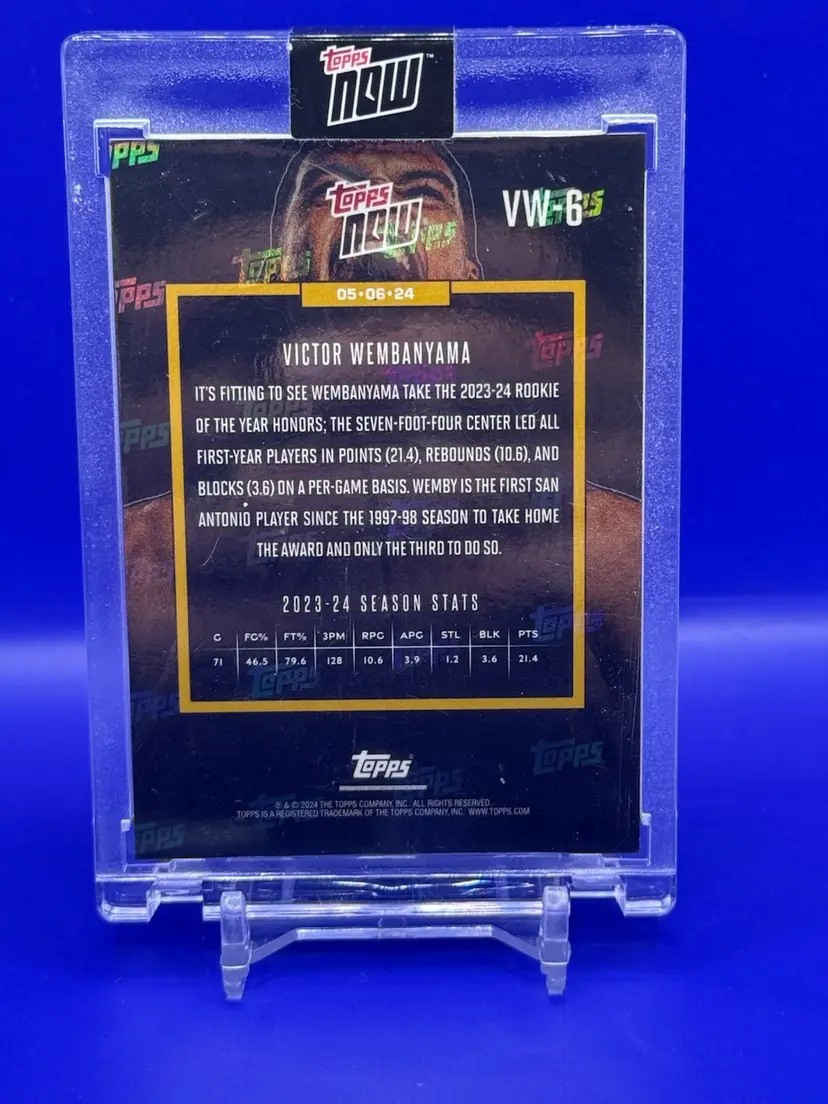 TOPPS
NOW™
TOPPS
NOW
VW-6
05•06•24
VICTOR WEMBANYAMA
IT'S FITTING TO SEE WEMBANYAMA TAKE THE 2023-24 ROOKIE
OF THE YEAR HONORS; THE SEVEN-FOOT-FOUR CENTER LED ALL
FIRST-YEAR PLAYERS IN POINTS (21.4), REBOUNDS (10.6), AND
BLOCKS (3.6) ON A PER-GAME BASIS. WEMBY IS THE FIRST SAN
ANTONIO PLAYER SINCE THE 1997-98 SEASON TO TAKE HOME
THE AWARD AND ONLY THE THIRD TO DO SO.
2023-24 SEASON STATS
G FG% FT% 3PM RPG APG STL BLK PTS
71 46.5 79.6 128 10.6 3.9 1.2 3.6 21.4
TOPPS
® & © 2024 THE TOPPS COMPANY, INC. ALL RIGHTS RESERVED.
TOPPS IS A REGISTERED TRADEMARK OF THE TOPPS COMPANY, INC. WWW.TOPPS.COM